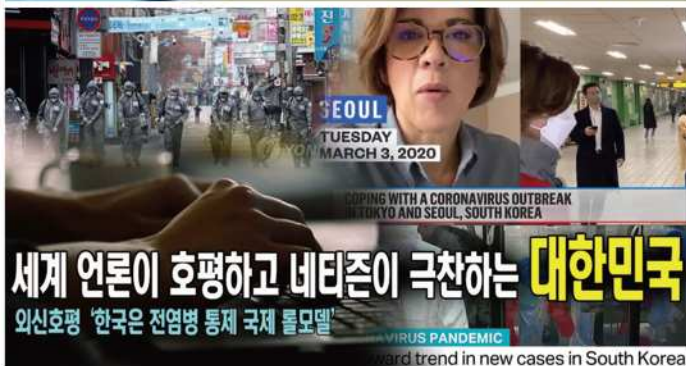 SEOUL
TUESDAY
MARCH 3, 2020
COPING WITH A CORONAVIRUS OUTBREAK
IN TOKYO AND SEOUL, SOUTH KOREA
세계 언론이 호평하고 네티즌이 극찬하는 대한민국
외신호평 '한국은 전염병 통제 국제 롤모델'
VIRUS PANDEMIC
ward trend in new cases in South Korea